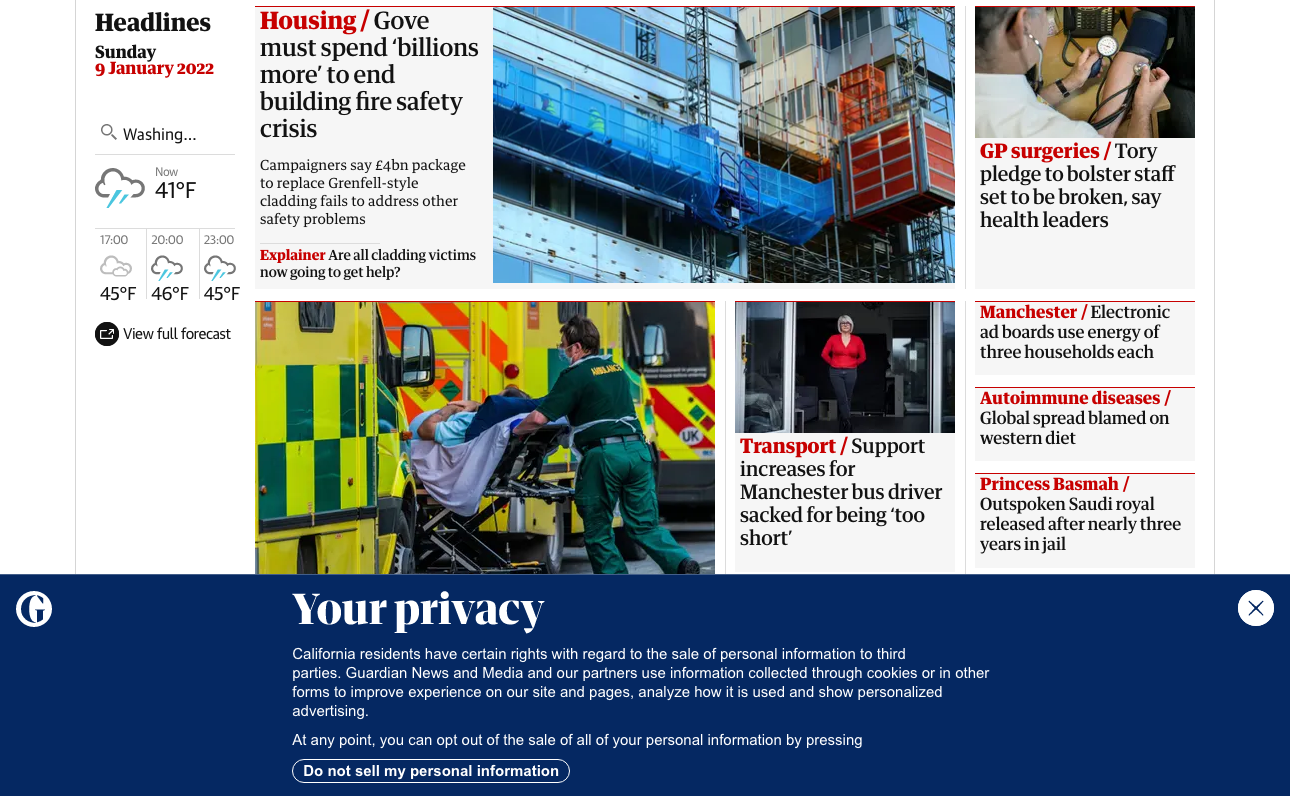 Headlines
Sunday
9 January 2022
Washing...
Now
41°F
17:00
20:00
23:00
45°F
46°F
45°F
View full forecast
Housing / Gove
must spend ‘billions
more’ to end
building fire safety
crisis
Campaigners say £4bn package
to replace Grenfell-style
cladding fails to address other
safety problems
Explainer Are all cladding victims
now going to get help?
GP surgeries / Tory
pledge to bolster staff
set to be broken, say
health leaders
AMBULANCE
UK
Transport / Support
increases for
Manchester bus driver
sacked for being ‘too
short’
Manchester / Electronic
ad boards use energy of
three households each
Autoimmune diseases /
Global spread blamed on
western diet
Princess Basmah /
Outspoken Saudi royal
released after nearly three
years in jail
Your privacy
California residents have certain rights with regard to the sale of personal information to third
parties. Guardian News and Media and our partners use information collected through cookies or in other
forms to improve experience on our site and pages, analyze how it is used and show personalized
advertising.
At any point, you can opt out of the sale of all of your personal information by pressing
Do not sell my personal information